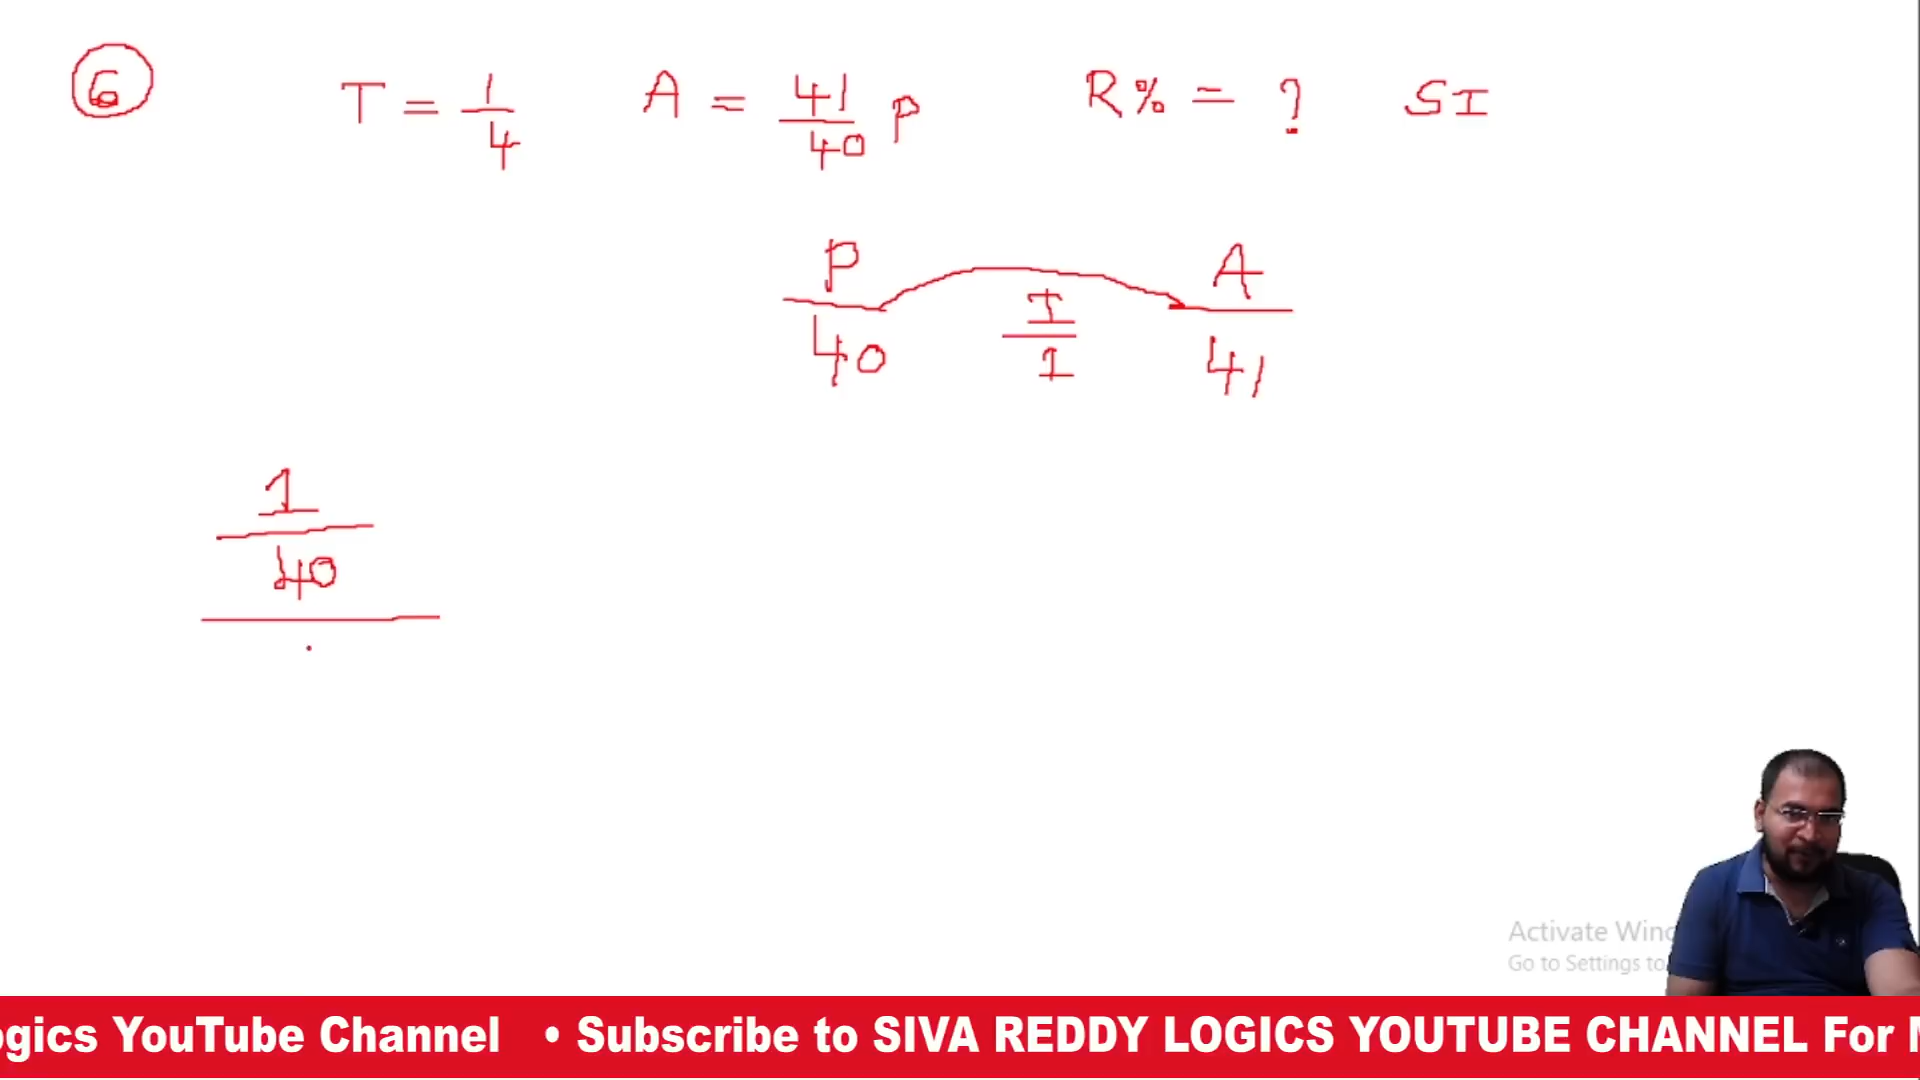 6 T = 1/4 A = 41/40 P R% = ? SI
P A
I
40 1 41
1
40
Activate Wind
Go to Settings to
ogics YouTube Channel • Subscribe to SIVA REDDY LOGICS YOUTUBE CHANNEL For